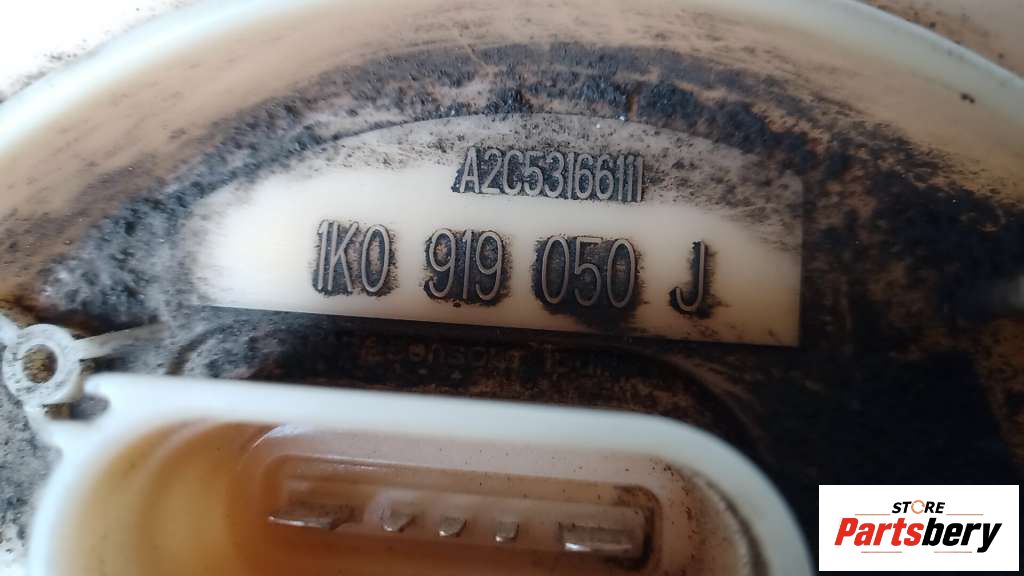 A2C53166111
1K0 919 050 J
STORE
Partsbery